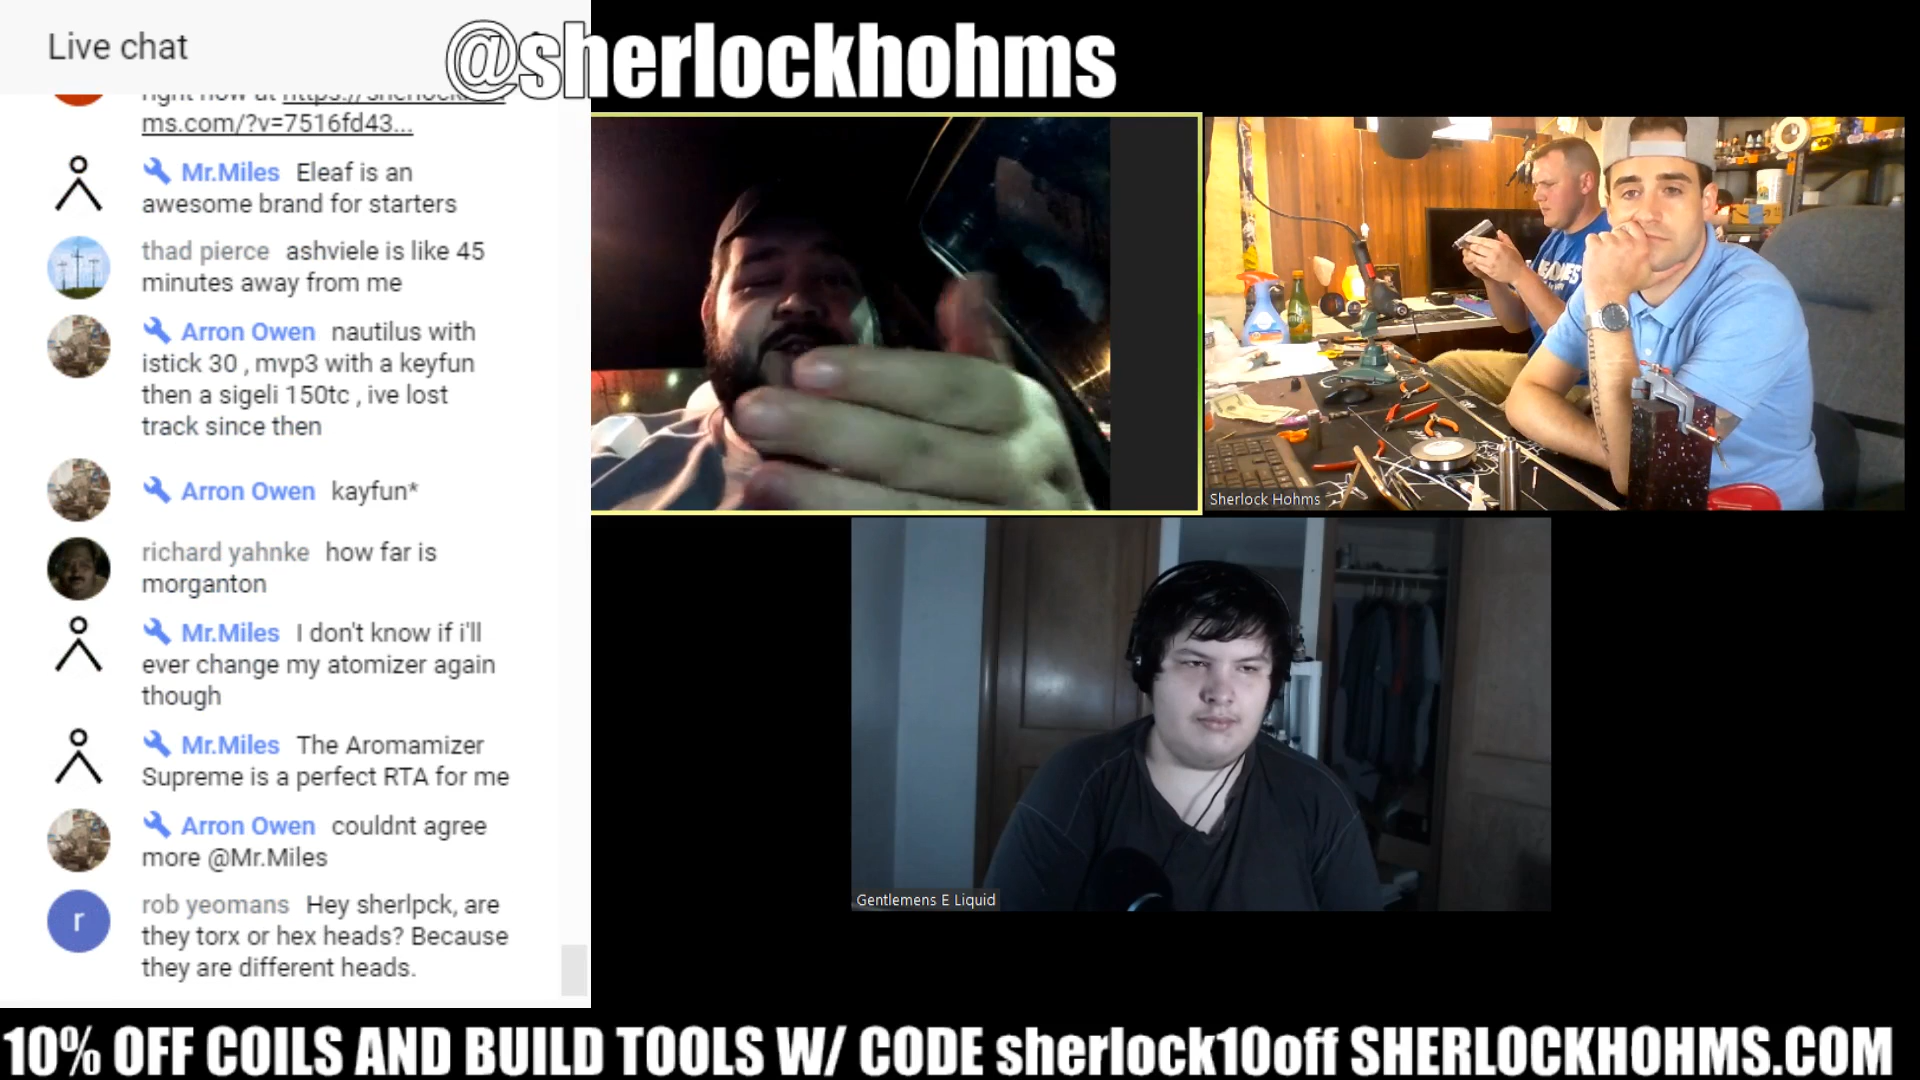 Live chat
@sherlockhohms
right now at
ms.com/?v=7516fd43...
Mr.Miles Eleaf is an
awesome brand for starters
thad pierce ashviele is like 45
minutes away from me
Arron Owen nautilus with
istick 30 , mvp3 with a keyfun
then a sigeli 150tc , ive lost
track since then
Arron Owen kayfun*
richard yahnke how far is
morganton
Mr.Miles I don't know if i'll
ever change my atomizer again
though
Mr.Miles The Aromamizer
Supreme is a perfect RTA for me
Arron Owen couldnt agree
more @Mr.Miles
r
rob yeomans Hey sherlpck, are
they torx or hex heads? Because
they are different heads.
Sherlock Hohms
Gentlemens E Liquid
10% OFF COILS AND BUILD TOOLS W/ CODE sherlock10off SHERLOCKHOHMS.COM